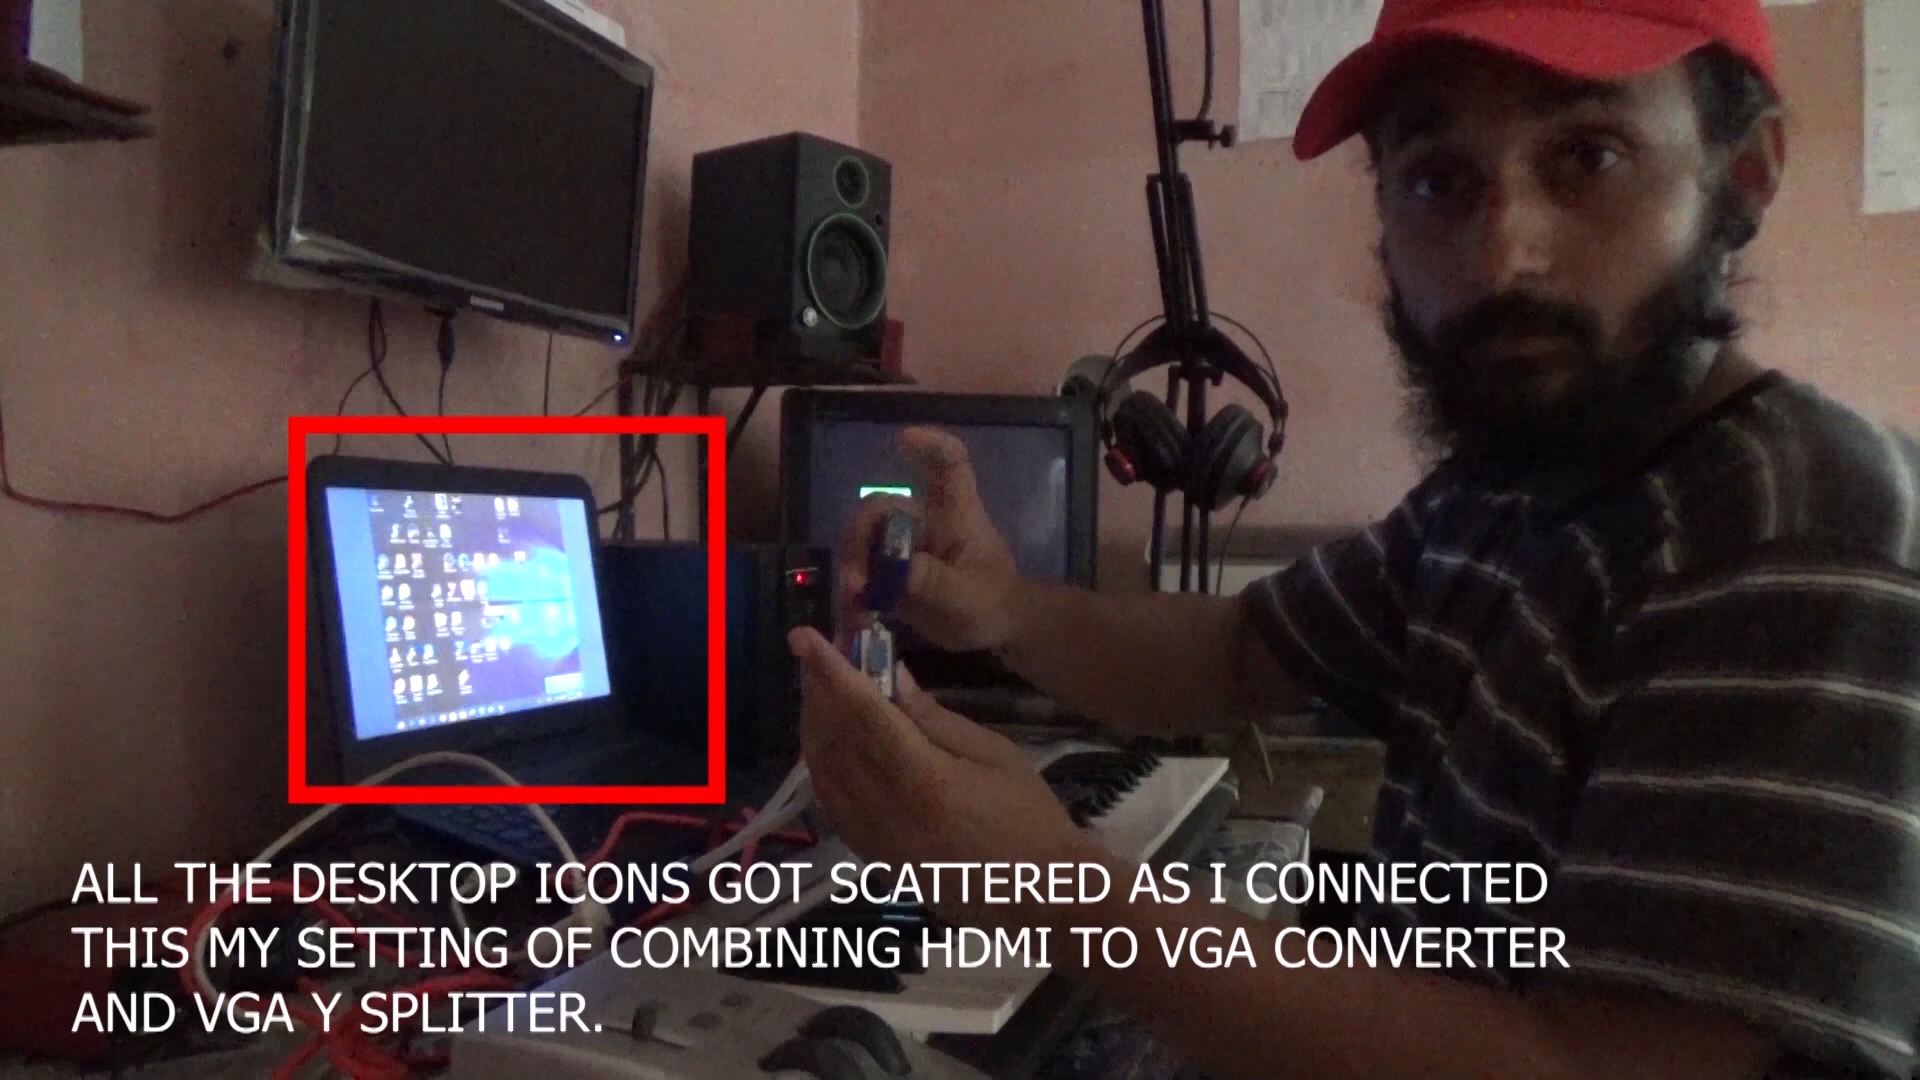 ALL THE DESKTOP ICONS GOT SCATTERED AS I CONNECTED
THIS MY SETTING OF COMBINING HDMI TO VGA CONVERTER
AND VGA Y SPLITTER.